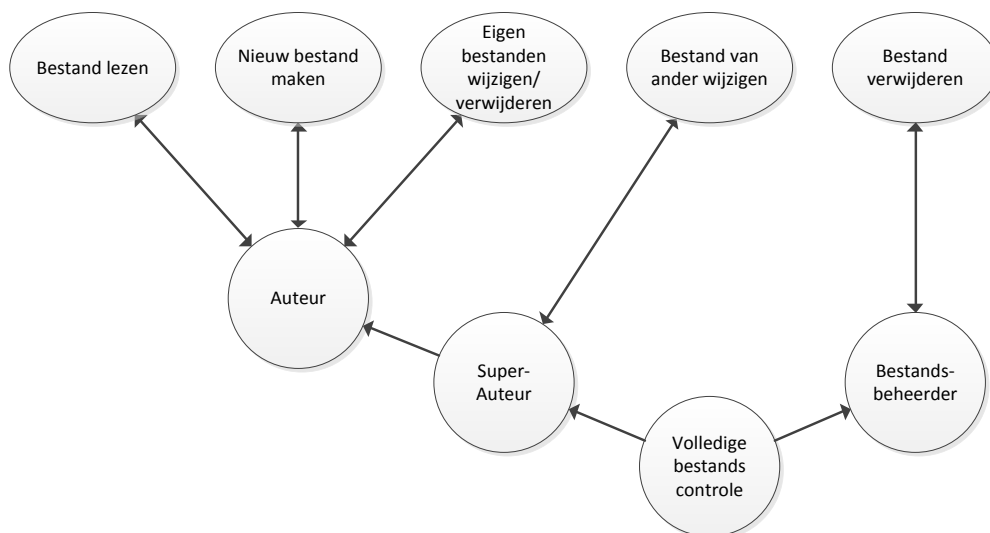 Bestand lezen
Nieuw bestand
maken
Eigen
bestanden
wijzigen/
verwijderen
Bestand van
ander wijzigen
Bestand
verwijderen
Auteur
Super-
Auteur
Bestands-
beheerder
Volledige
bestands
controle